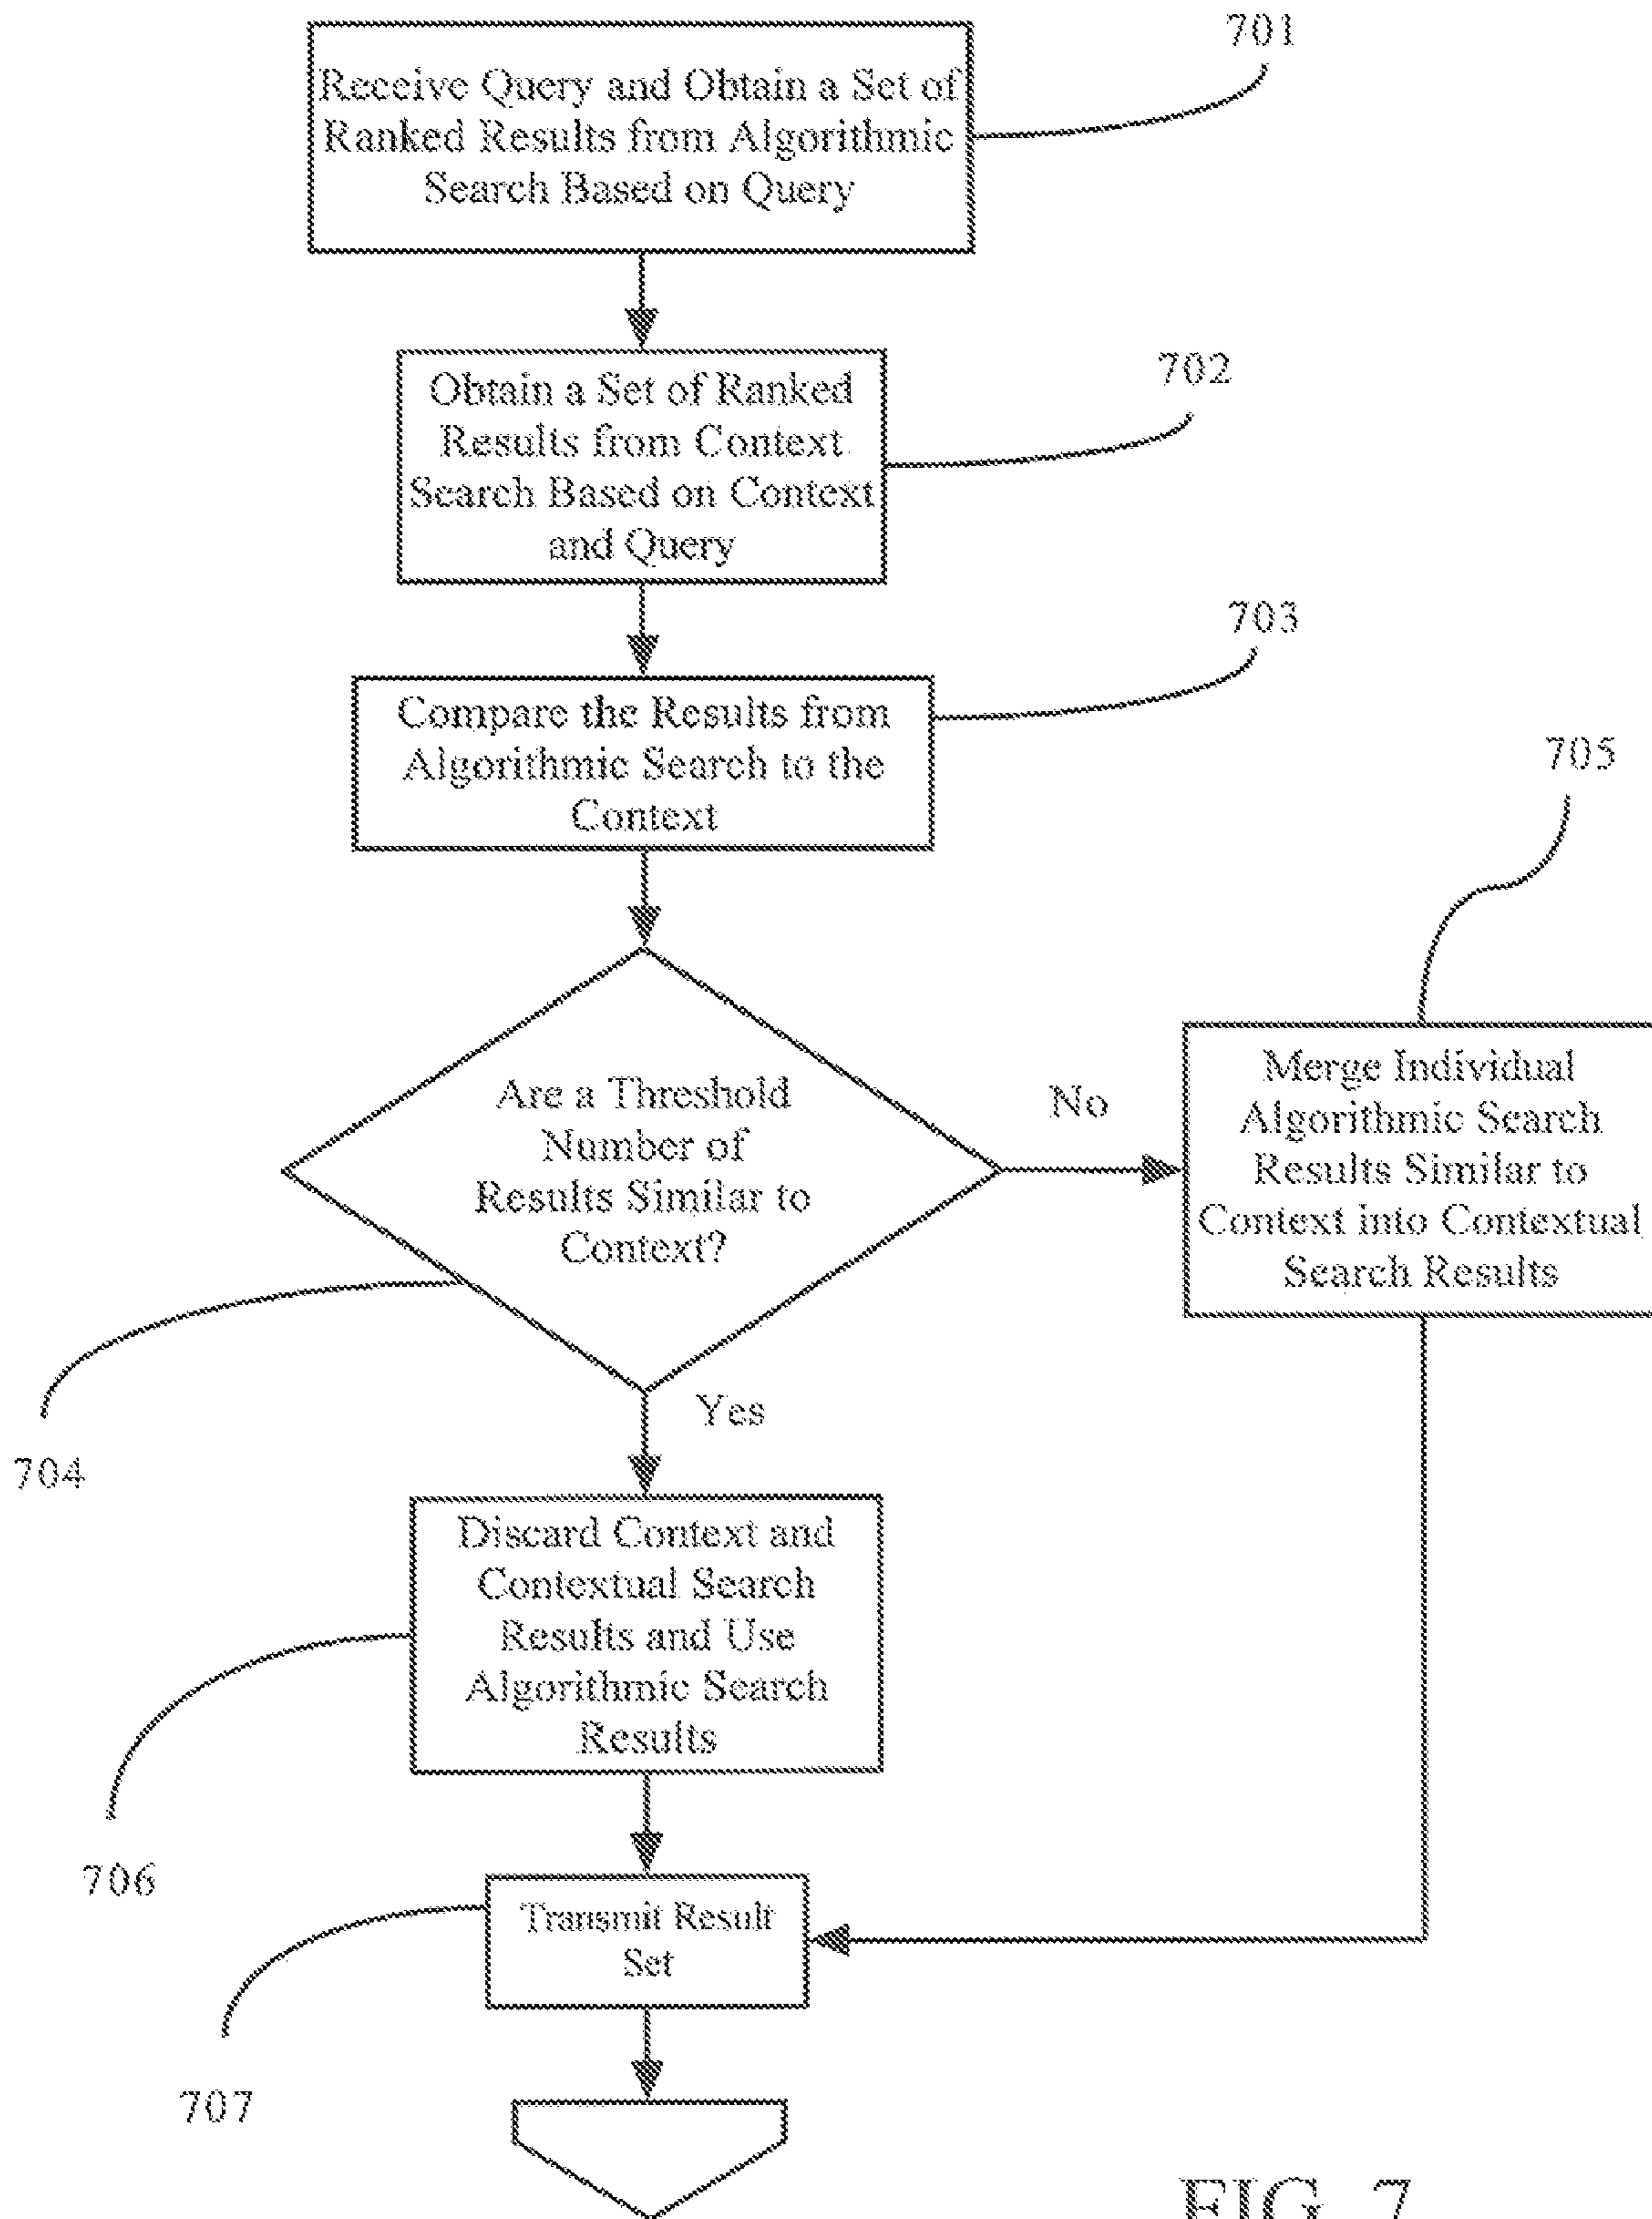 701
Receive Query and Obtain a Set of
Ranked Results from Algorithmic
Search Based on Query
702
Obtain a Set of Ranked
Results from Context
Search Based on Context
and Query
703
Compare the Results from
Algorithmic Search to the
Context
705
Are a Threshold
Number of
Results Similar to
Context?
No
Merge Individual
Algorithmic Search
Results Similar to
Context into Contextual
Search Results
Yes
704
Discard Context and
Contextual Search
Results and Use
Algorithmic Search
Results
706
Transmit Result
Set
707
FIG. 7